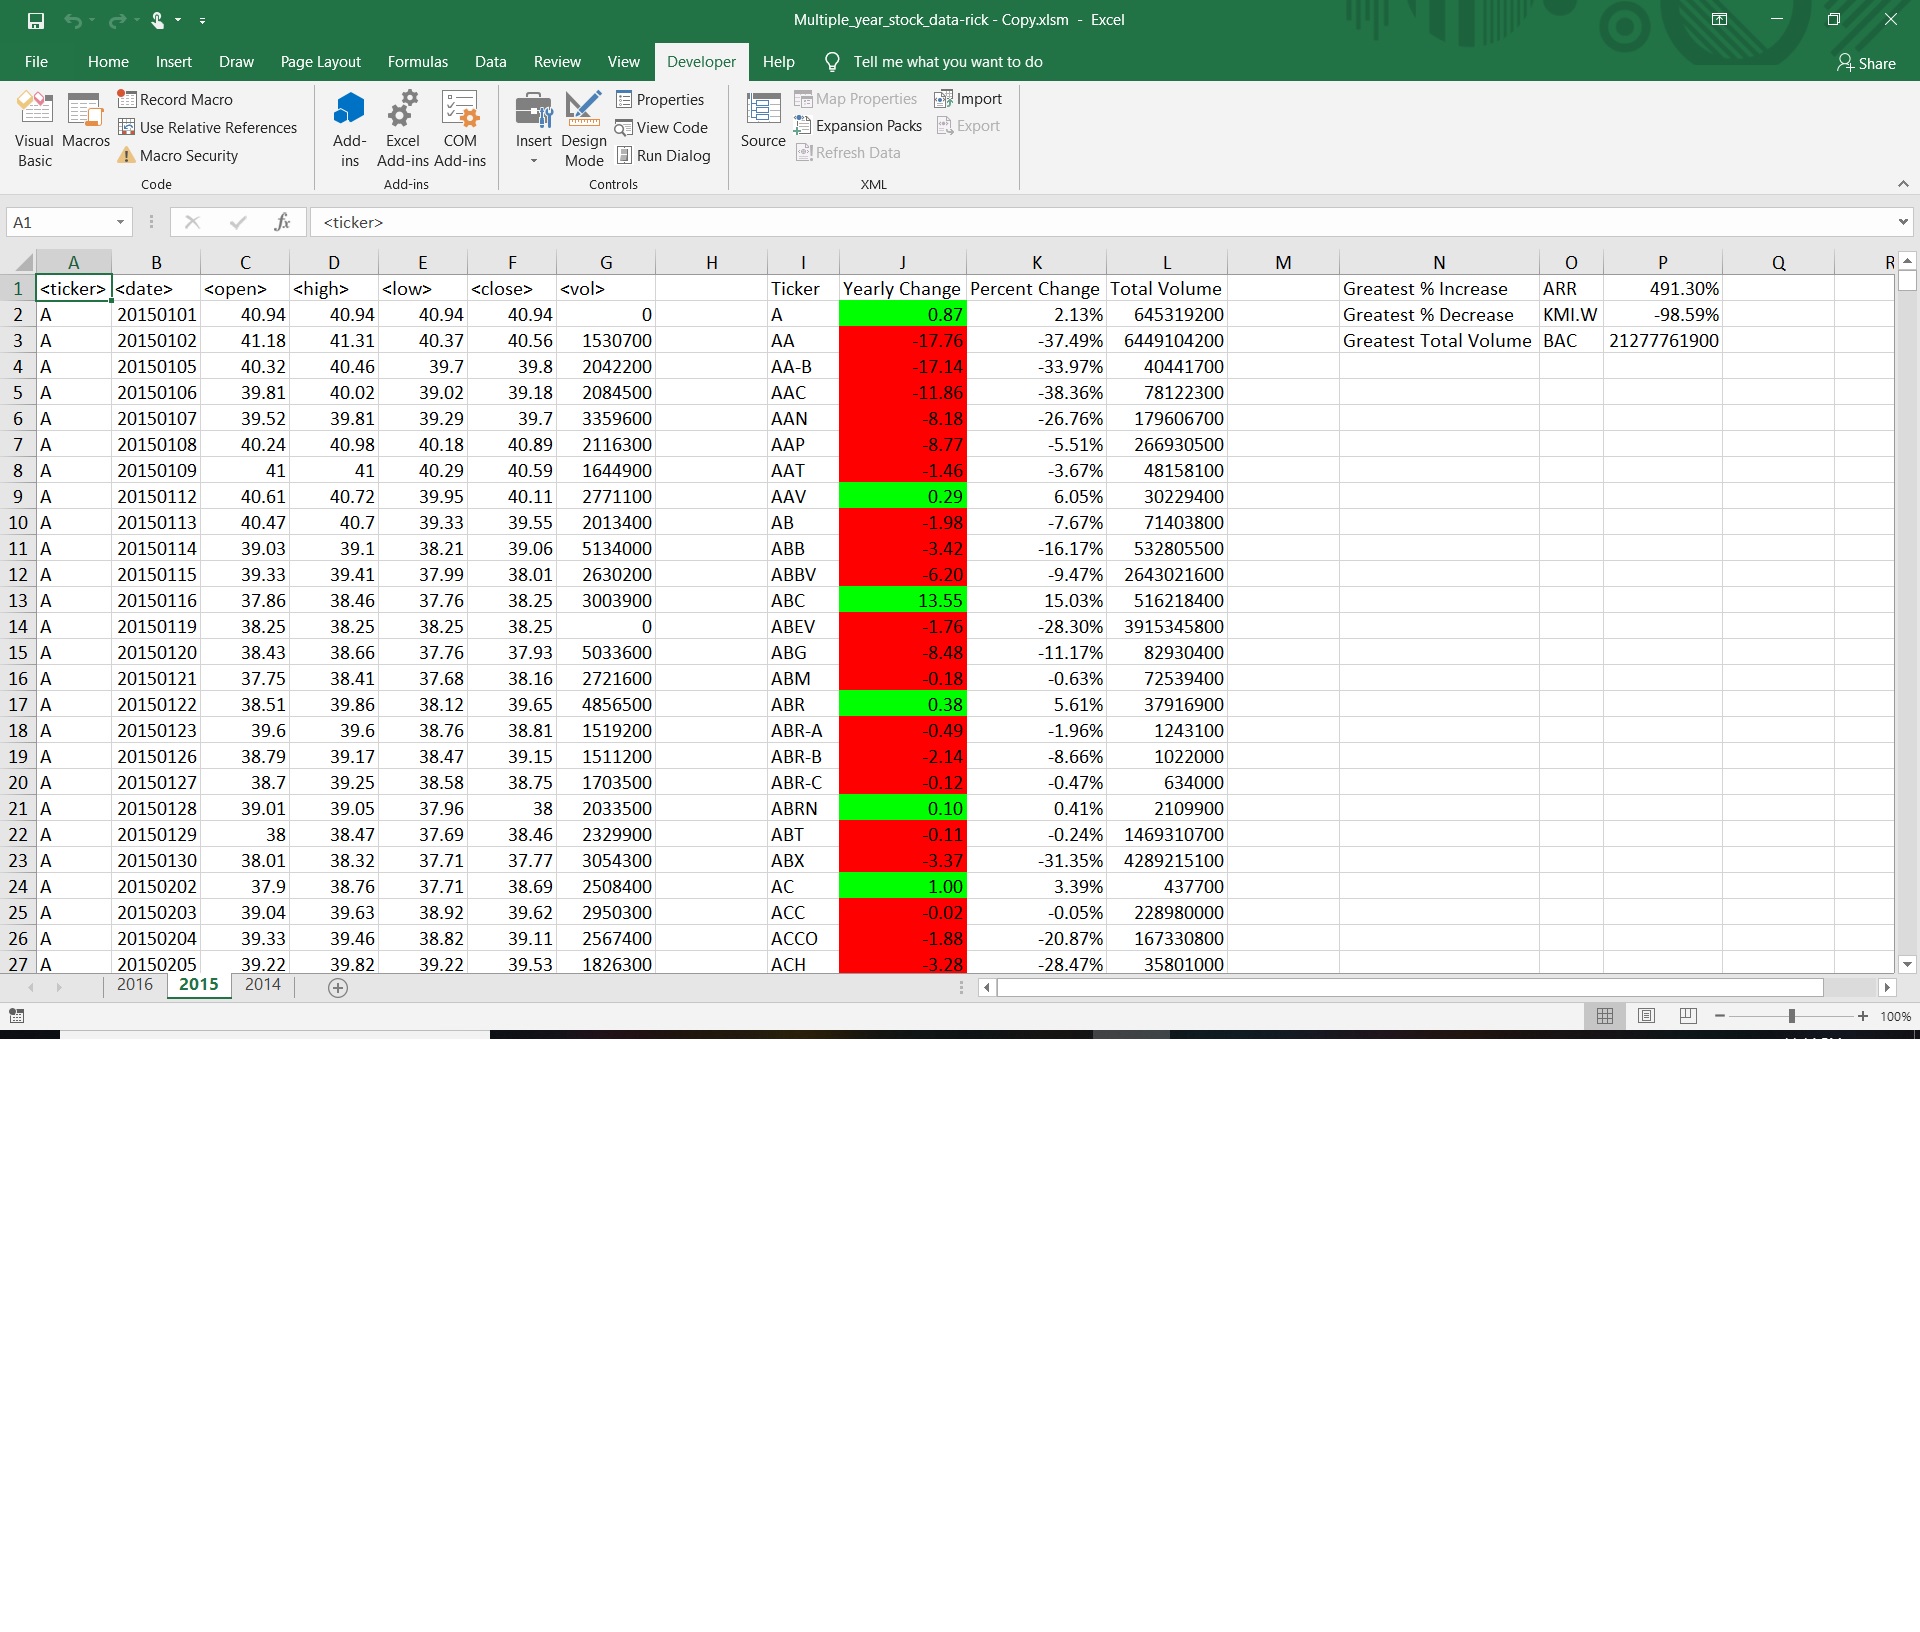 Multiple_year_stock_data-rick - Copy.xlsm - Excel
File Home Insert Draw Page Layout Formulas Data Review View Developer Help Tell me what you want to do Share
Visual Basic
Macros
Record Macro
Use Relative References
Macro Security
Code
Add-ins
Excel Add-ins
COM Add-ins
Add-ins
Insert
Design Mode
Properties
View Code
Run Dialog
Controls
Source
Map Properties
Expansion Packs
Refresh Data
Import
Export
XML
A1 fx <ticker>
A B C D E F G H I J K L M N O P Q R
1 <ticker> <date> <open> <high> <low> <close> <vol> Ticker Yearly Change Percent Change Total Volume Greatest % Increase ARR 491.30%
2 A 20150101 40.94 40.94 40.94 40.94 0 A 0.87 2.13% 645319200 Greatest % Decrease KMI.W -98.59%
3 A 20150102 41.18 41.31 40.37 40.56 1530700 AA -17.76 -37.49% 6449104200 Greatest Total Volume BAC 21277761900
4 A 20150105 40.32 40.46 39.7 39.8 2042200 AA-B -17.14 -33.97% 40441700
5 A 20150106 39.81 40.02 39.02 39.18 2084500 AAC -11.86 -38.36% 78122300
6 A 20150107 39.52 39.81 39.29 39.7 3359600 AAN -8.18 -26.76% 179606700
7 A 20150108 40.24 40.98 40.18 40.89 2116300 AAP -8.77 -5.51% 266930500
8 A 20150109 41 41 40.29 40.59 1644900 AAT -1.46 -3.67% 48158100
9 A 20150112 40.61 40.72 39.95 40.11 2771100 AAV 0.29 6.05% 30229400
10 A 20150113 40.47 40.7 39.33 39.55 2013400 AB -1.98 -7.67% 71403800
11 A 20150114 39.03 39.1 38.21 39.06 5134000 ABB -3.42 -16.17% 532805500
12 A 20150115 39.33 39.41 37.99 38.01 2630200 ABBV -6.20 -9.47% 2643021600
13 A 20150116 37.86 38.46 37.76 38.25 3003900 ABC 13.55 15.03% 516218400
14 A 20150119 38.25 38.25 38.25 38.25 0 ABEV -1.76 -28.30% 3915345800
15 A 20150120 38.43 38.66 37.76 37.93 5033600 ABG -8.48 -11.17% 82930400
16 A 20150121 37.75 38.41 37.68 38.16 2721600 ABM -0.18 -0.63% 72539400
17 A 20150122 38.51 39.86 38.12 39.65 4856500 ABR 0.38 5.61% 37916900
18 A 20150123 39.6 39.6 38.76 38.81 1519200 ABR-A -0.49 -1.96% 1243100
19 A 20150126 38.79 39.17 38.47 39.15 1511200 ABR-B -2.14 -8.66% 1022000
20 A 20150127 38.7 39.25 38.58 38.75 1703500 ABR-C -0.12 -0.47% 634000
21 A 20150128 39.01 39.05 37.96 38 2033500 ABRN 0.10 0.41% 2109900
22 A 20150129 38 38.47 37.69 38.46 2329900 ABT -0.11 -0.24% 1469310700
23 A 20150130 38.01 38.32 37.71 37.77 3054300 ABX -3.37 -31.35% 4289215100
24 A 20150202 37.9 38.76 37.71 38.69 2508400 AC 1.00 3.39% 437700
25 A 20150203 39.04 39.63 38.92 39.62 2950300 ACC -0.02 -0.05% 228980000
26 A 20150204 39.33 39.46 38.82 39.11 2567400 ACCO -1.88 -20.87% 167330800
27 A 20150205 39.22 39.82 39.22 39.53 1826300 ACH -3.28 -28.47% 35801000
2016 2015 2014
100%